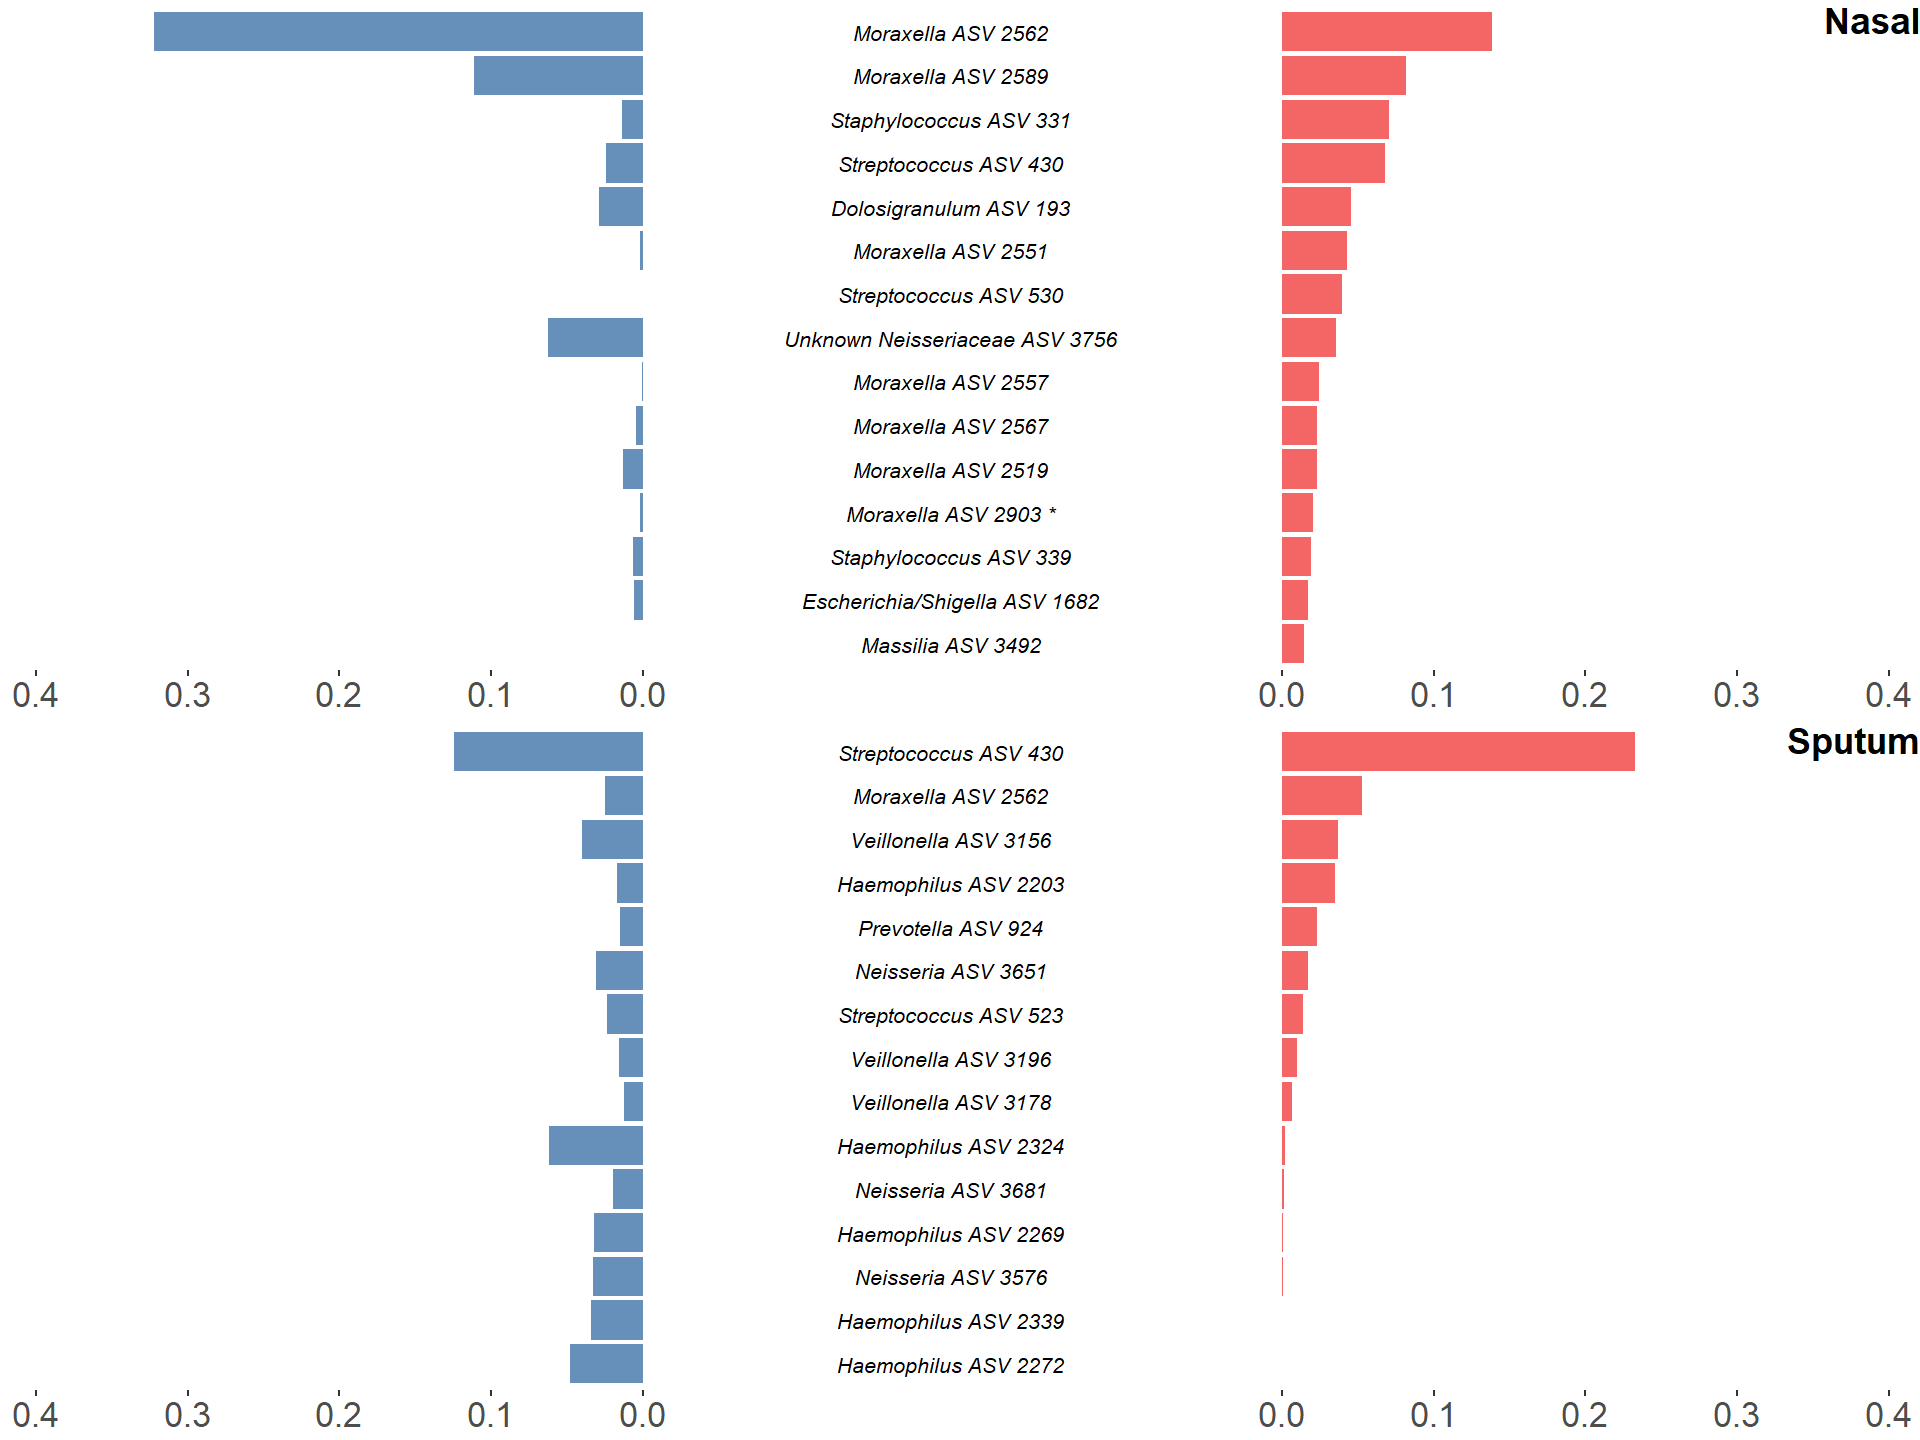 Nasal
Moraxella ASV 2562
Moraxella ASV 2589
Staphylococcus ASV 331
Streptococcus ASV 430
Dolosigranulum ASV 193
Moraxella ASV 2551
Streptococcus ASV 530
Unknown Neisseriaceae ASV 3756
Moraxella ASV 2557
Moraxella ASV 2567
Moraxella ASV 2519
Moraxella ASV 2903 *
Staphylococcus ASV 339
Escherichia/Shigella ASV 1682
Massilia ASV 3492
0.4 0.3 0.2 0.1 0.0 0.0 0.1 0.2 0.3 0.4
Sputum
Streptococcus ASV 430
Moraxella ASV 2562
Veillonella ASV 3156
Haemophilus ASV 2203
Prevotella ASV 924
Neisseria ASV 3651
Streptococcus ASV 523
Veillonella ASV 3196
Veillonella ASV 3178
Haemophilus ASV 2324
Neisseria ASV 3681
Haemophilus ASV 2269
Neisseria ASV 3576
Haemophilus ASV 2339
Haemophilus ASV 2272
0.4 0.3 0.2 0.1 0.0 0.0 0.1 0.2 0.3 0.4